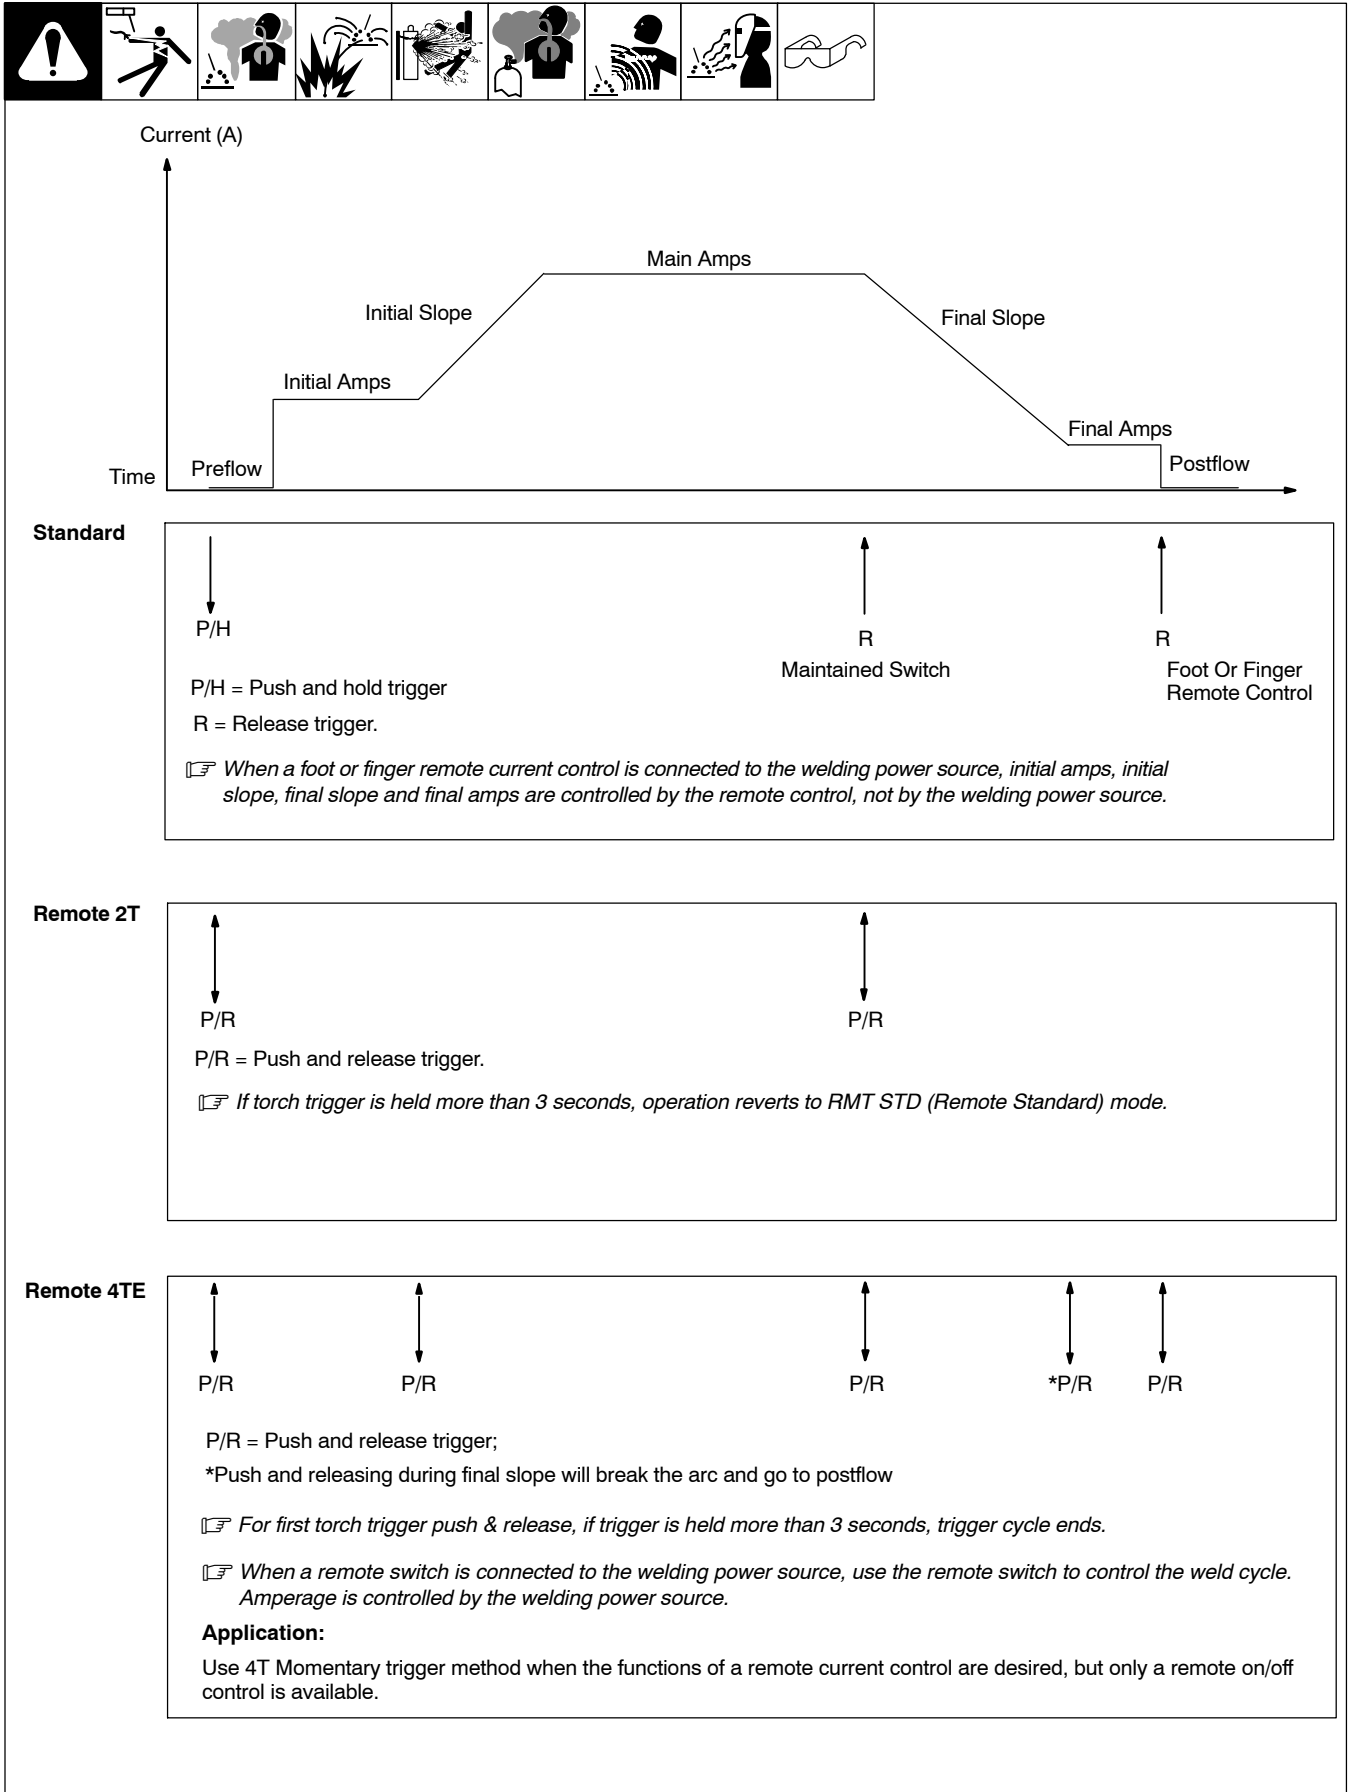 Current (A)
Main Amps
Initial Slope
Final Slope
Initial Amps
Final Amps
Time
Preflow
Postflow
Standard
P/H
R
R
Maintained Switch
Foot Or Finger
Remote Control
P/H = Push and hold trigger
R = Release trigger.
When a foot or finger remote current control is connected to the welding power source, initial amps, initial
slope, final slope and final amps are controlled by the remote control, not by the welding power source.
Remote 2T
P/R
P/R
P/R = Push and release trigger.
If torch trigger is held more than 3 seconds, operation reverts to RMT STD (Remote Standard) mode.
Remote 4TE
P/R
P/R
P/R
*P/R
P/R
P/R = Push and release trigger;
*Push and releasing during final slope will break the arc and go to postflow
For first torch trigger push & release, if trigger is held more than 3 seconds, trigger cycle ends.
When a remote switch is connected to the welding power source, use the remote switch to control the weld cycle.
Amperage is controlled by the welding power source.
Application:
Use 4T Momentary trigger method when the functions of a remote current control are desired, but only a remote on/off
control is available.